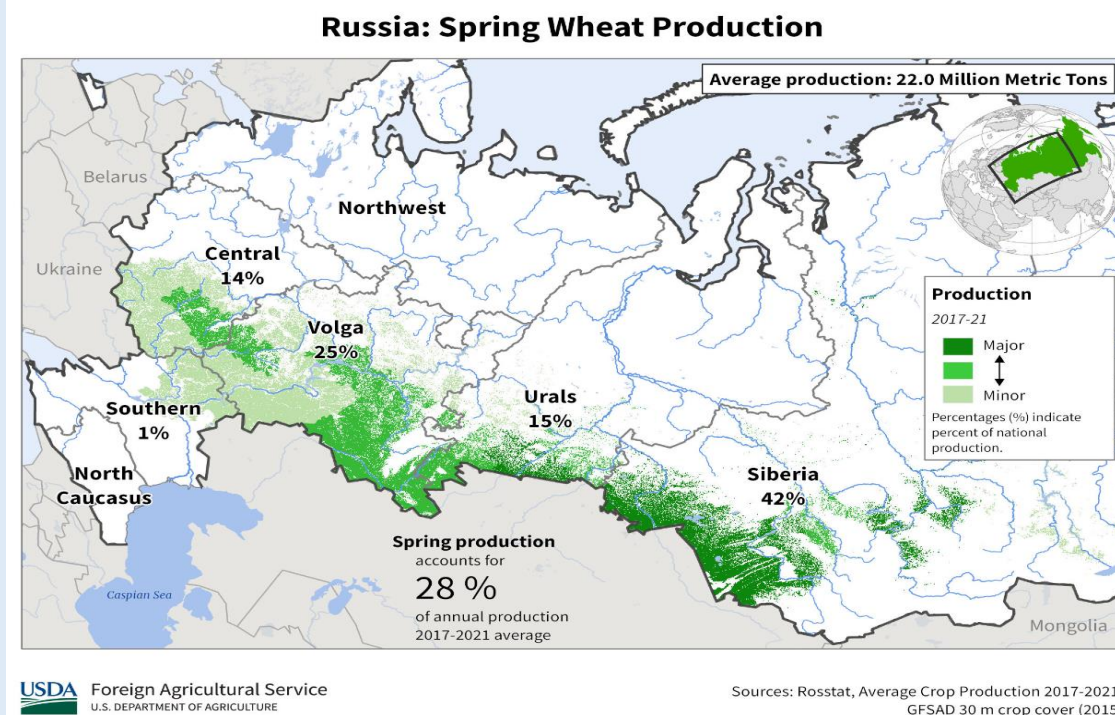 Russia: Spring Wheat Production
Average production: 22.0 Million Metric Tons
Belarus
Northwest
Central
14%
Ukraine
Volga
25%
Production
2017-21
Major
Minor
Percentages (%) indicate
percent of national
production.
Urals
15%
Southern
1%
North
Caucasus
Siberia
42%
Spring production
accounts for
28 %
of annual production
2017-2021 average
Caspian Sea
Mongolia
USDA
Foreign Agricultural Service
U.S. DEPARTMENT OF AGRICULTURE
Sources: Rosstat, Average Crop Production 2017-2021
GFSAD 30 m crop cover (2015